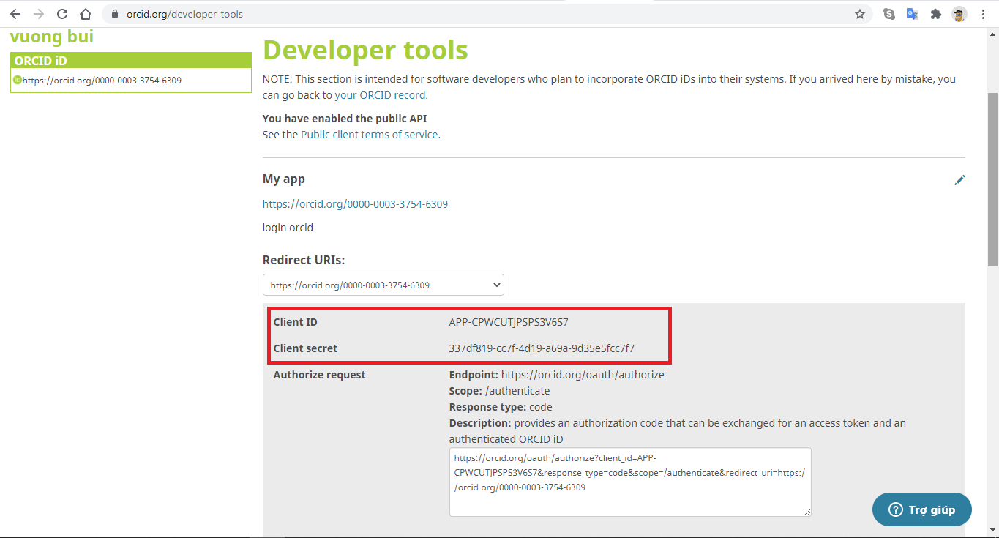 orcid.org/developer-tools
vuong bui
ORCID iD
iD https://orcid.org/0000-0003-3754-6309
Developer tools
NOTE: This section is intended for software developers who plan to incorporate ORCID iDs into their systems. If you arrived here by mistake, you
can go back to your ORCID record.
You have enabled the public API
See the Public client terms of service.
My app
https://orcid.org/0000-0003-3754-6309
login orcid
Redirect URIs:
https://orcid.org/0000-0003-3754-6309
Client ID APP-CPWCUTJPSPS3V6S7
Client secret 337df819-cc7f-4d19-a69a-9d35e5fcc7f7
Authorize request Endpoint: https://orcid.org/oauth/authorize
Scope: /authenticate
Response type: code
Description: provides an authorization code that can be exchanged for an access token and an
authenticated ORCID iD
https://orcid.org/oauth/authorize?client_id=APP-
CPWCUTJPSPS3V6S7&response_type=code&scope=/authenticate&redirect_uri=https:/
/orcid.org/0000-0003-3754-6309
Trợ giúp